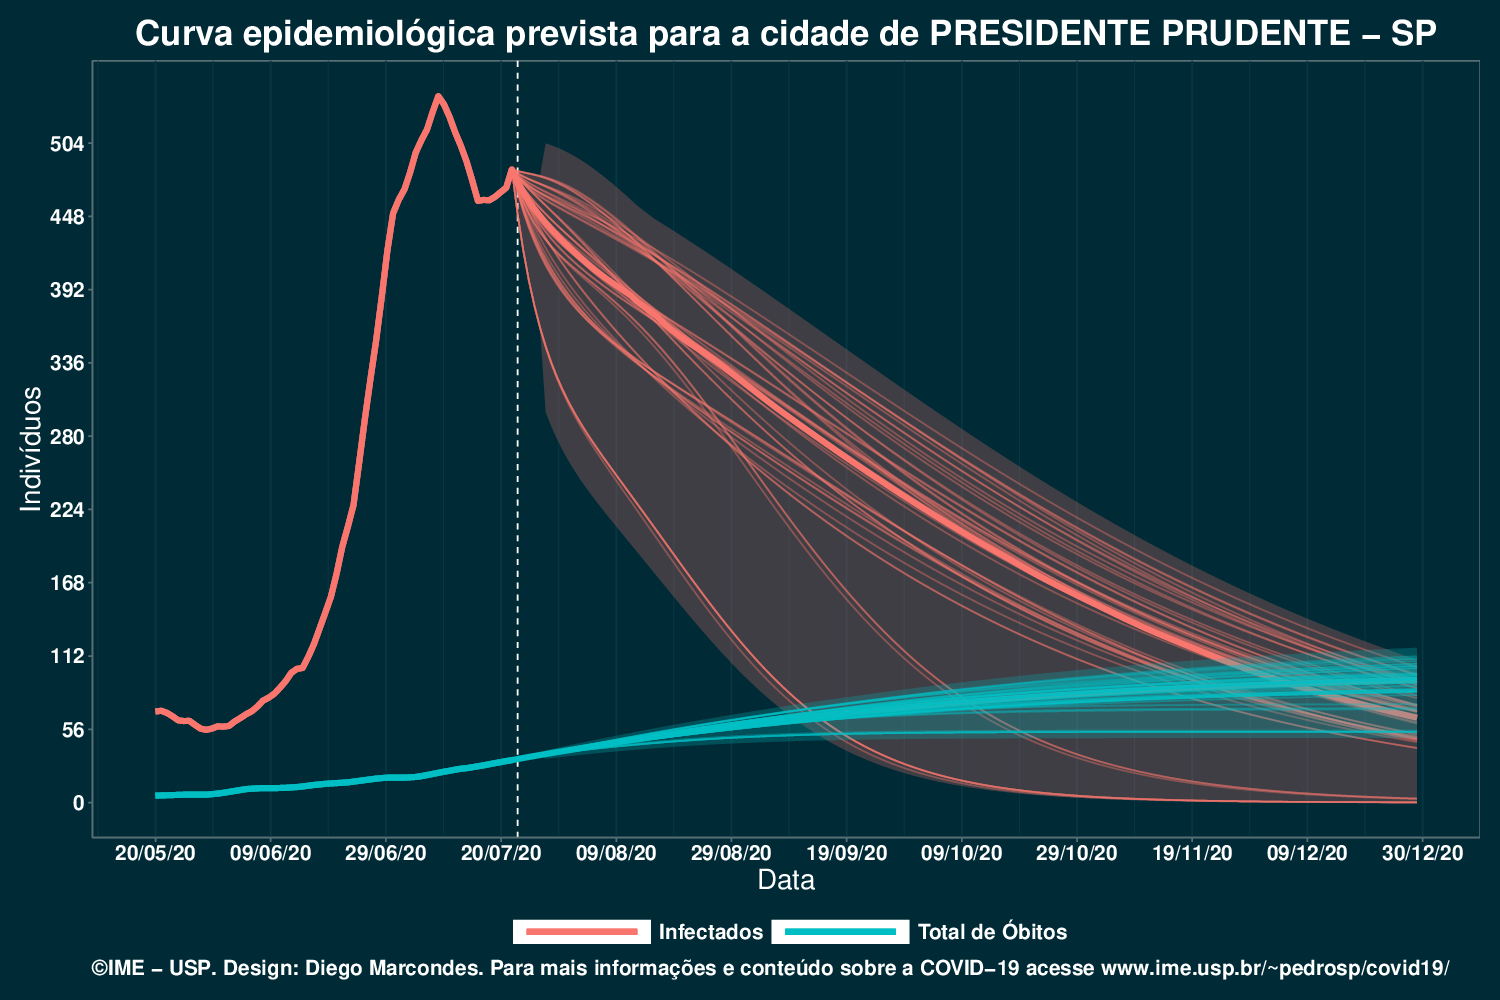 Curva epidemiológica prevista para a cidade de PRESIDENTE PRUDENTE – SP
Indivíduos
504
448
392
336
280
224
168
112
56
0
20/05/20 09/06/20 29/06/20 20/07/20 09/08/20 29/08/20 19/09/20 09/10/20 29/10/20 19/11/20 09/12/20 30/12/20
Data
Infectados Total de Óbitos
©IME – USP. Design: Diego Marcondes. Para mais informações e conteúdo sobre a COVID–19 acesse www.ime.usp.br/~pedrosp/covid19/